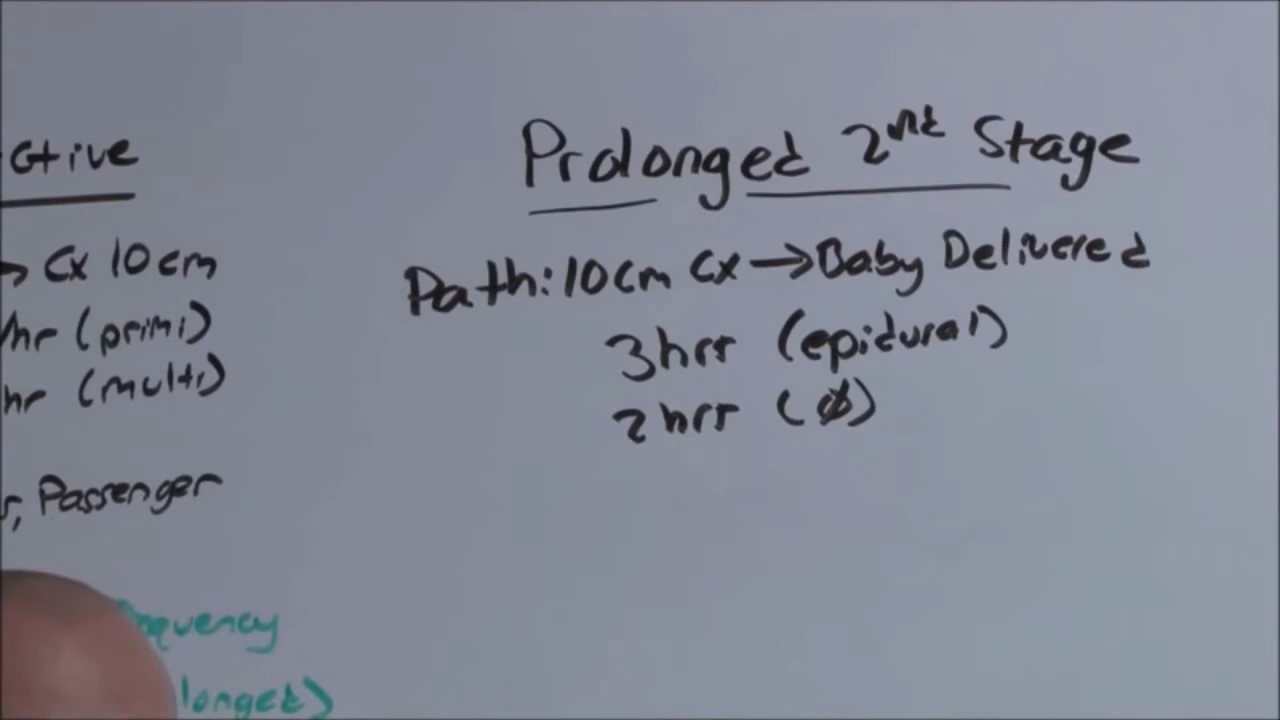 ctive
→ Cx 10cm
/hr (primi)
hr (multi)
s, Passenger
quency
longed)
Prolonged 2nd Stage
Path: 10cm Cx → Baby Delivered
3hrs (epidural)
2hrs (ϕ)